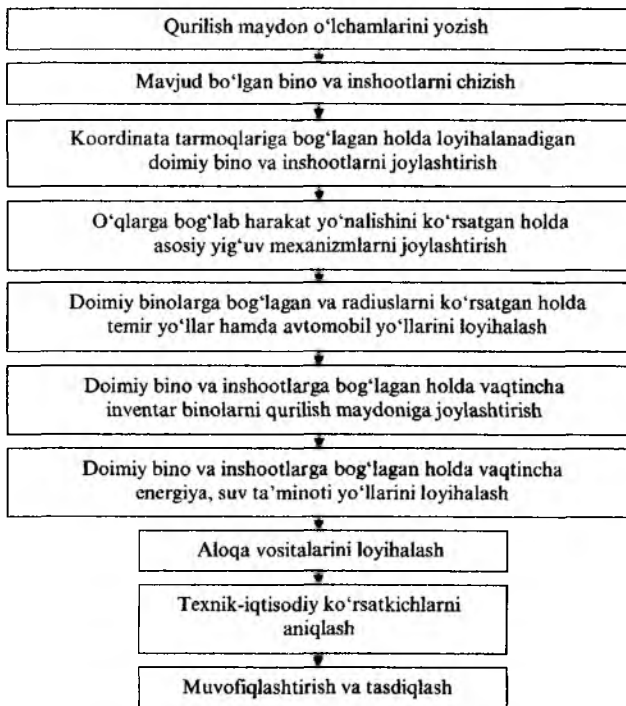 Qurilish maydon o‘lchamlarini yozish
Mavjud bo‘lgan bino va inshootlarni chizish
Koordinata tarmoqlariga bog‘lagan holda loyihalanadigan
doimiy bino va inshootlarni joylashtirish
O‘qlarga bog‘lab harakat yo‘nalishini ko‘rsatgan holda
asosiy yig‘uv mexanizmlarni joylashtirish
Doimiy binolarga bog‘lagan va radiuslarni ko‘rsatgan holda
temir yo‘llar hamda avtomobil yo‘llarini loyihalash
Doimiy bino va inshootlarga bog‘lagan holda vaqtincha
inventar binolarni qurilish maydoniga joylashtirish
Doimiy bino va inshootlarga bog‘lagan holda vaqtincha
energiya, suv ta’minoti yo‘llarini loyihalash
Aloqa vositalarini loyihalash
Texnik-iqtisodiy ko‘rsatkichlarni
aniqlash
Muvofiqlashtirish va tasdiqlash